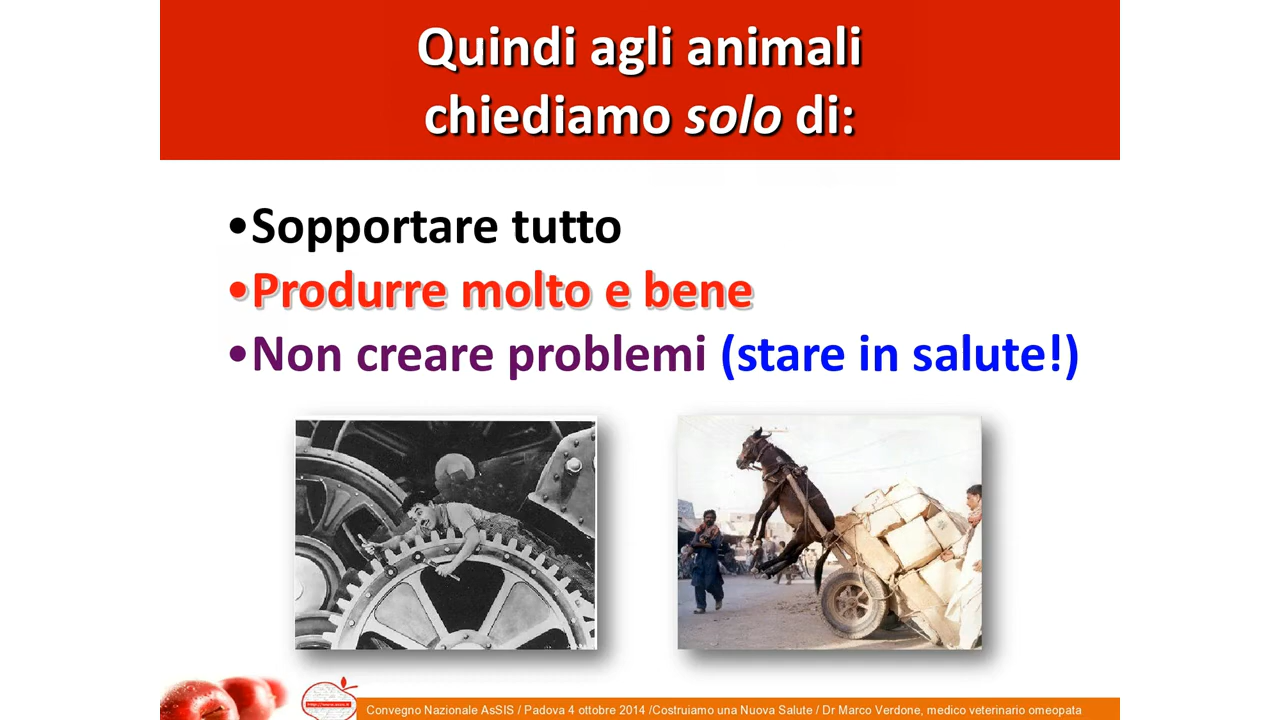 Quindi agli animali
chiediamo solo di:
•Sopportare tutto
•Produrre molto e bene
•Non creare problemi (stare in salute!)
Convegno Nazionale AsSIS / Padova 4 ottobre 2014 /Costruiamo una Nuova Salute / Dr Marco Verdone, medico veterinario omeopata